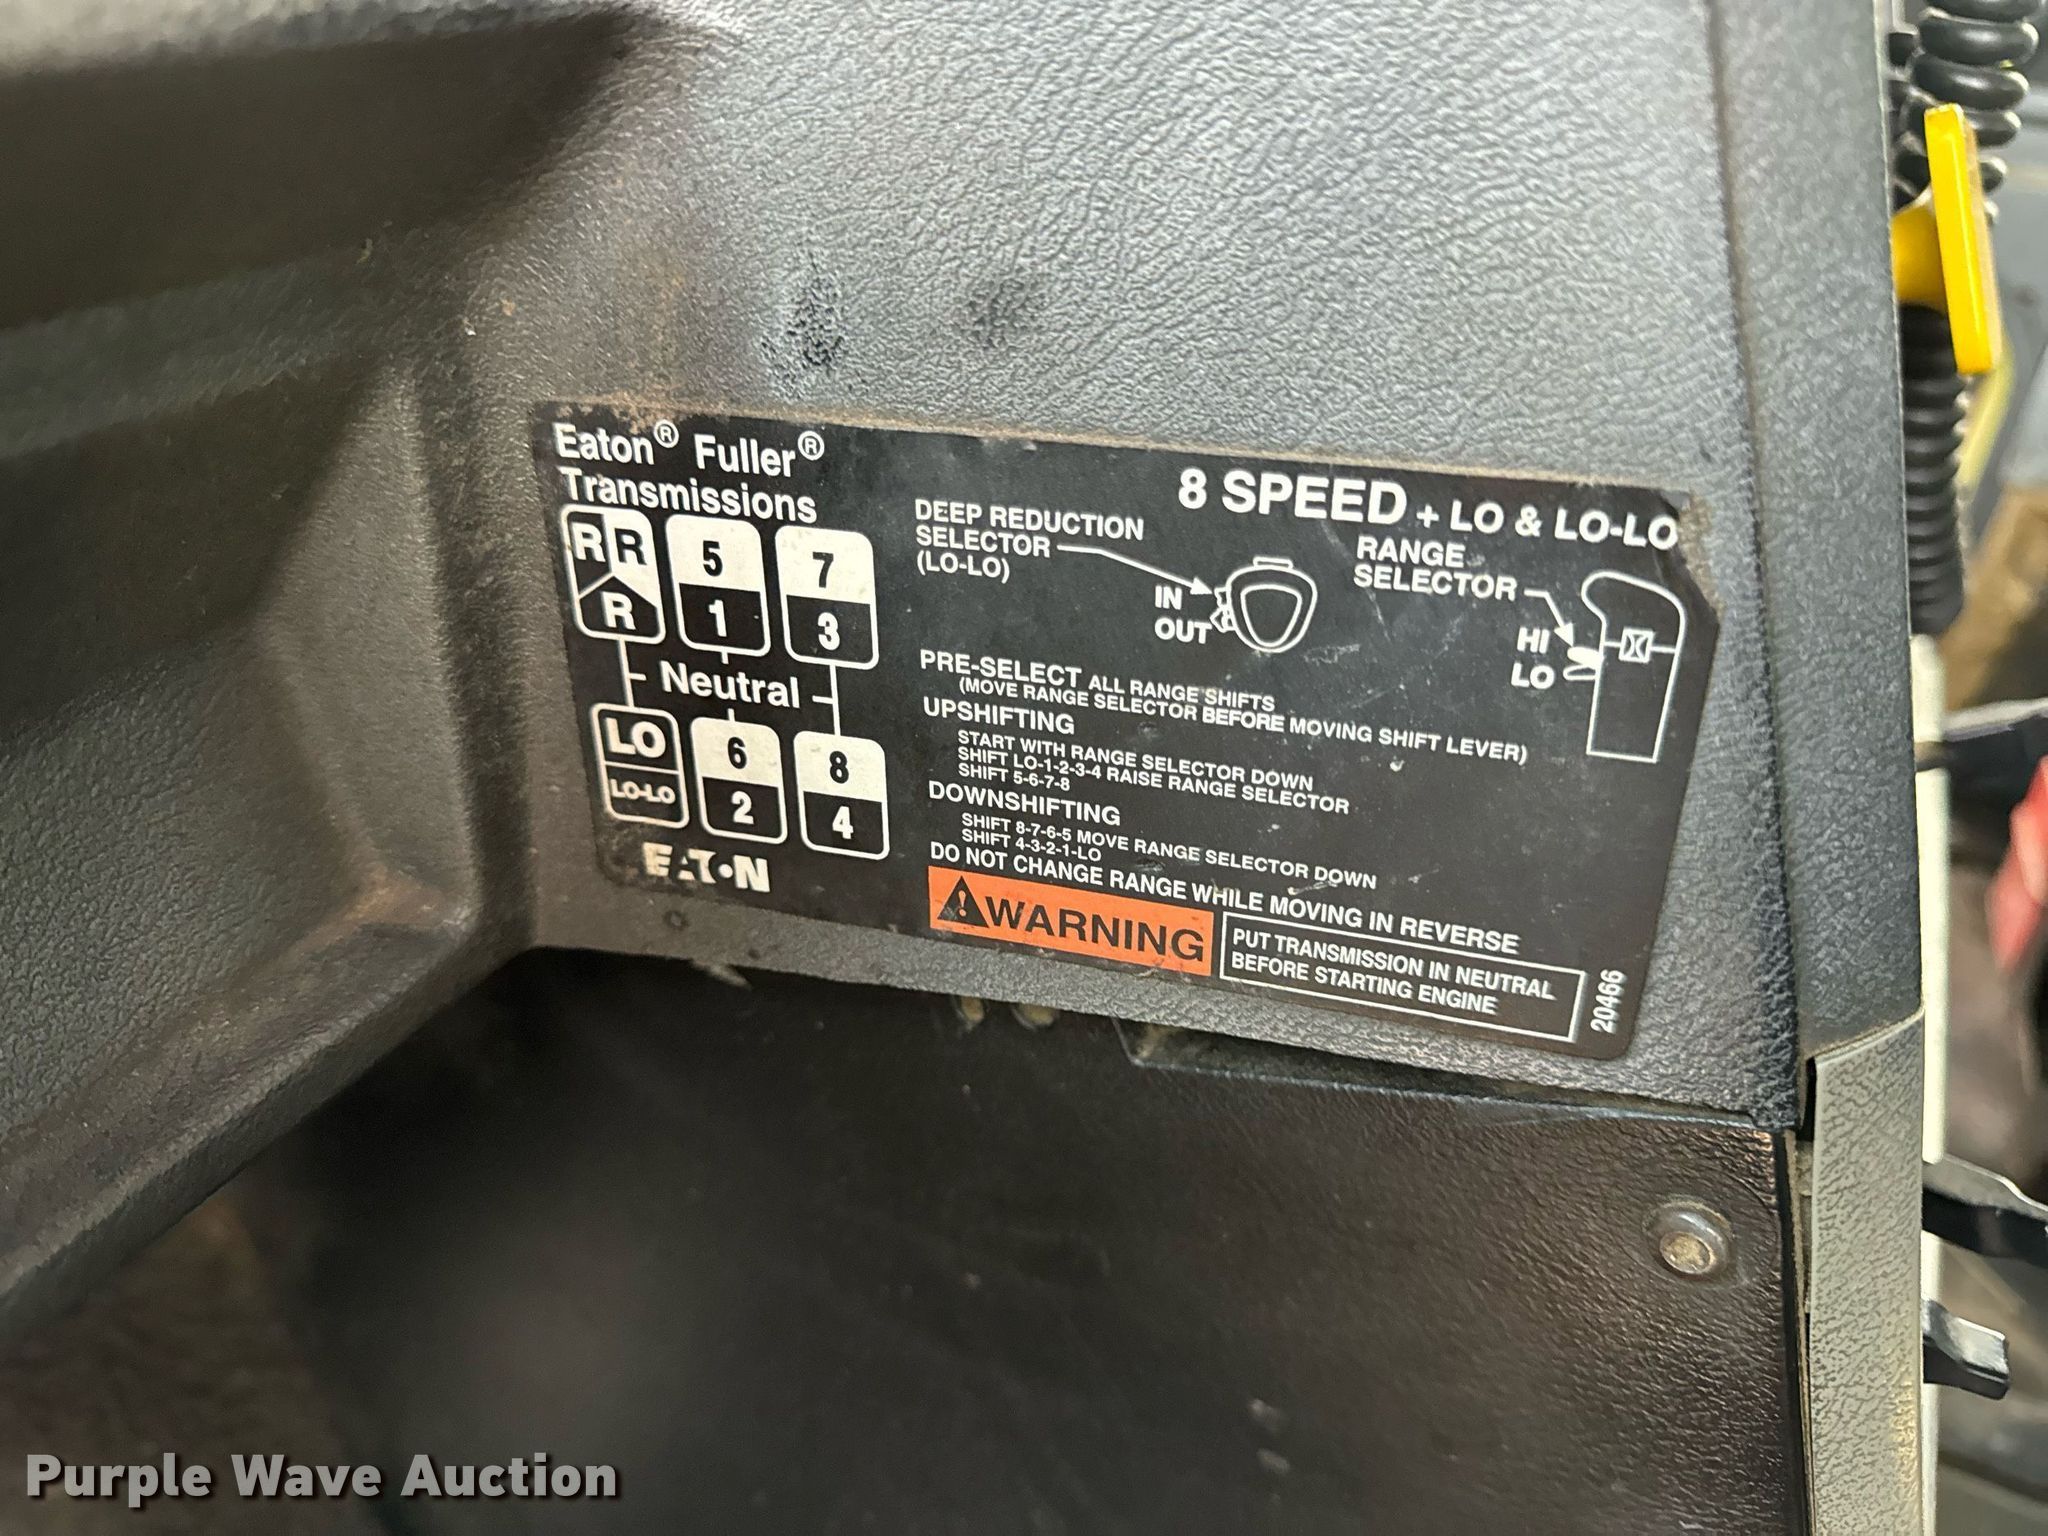 Eaton® Fuller®
Transmissions
R R
R
5
1
7
3
Neutral
LO
LO-LO
6
2
8
4
EATON
8 SPEED + LO & LO-LO
DEEP REDUCTION
SELECTOR
(LO-LO)
IN
OUT
RANGE
SELECTOR
HI
LO
PRE-SELECT ALL RANGE SHIFTS
(MOVE RANGE SELECTOR BEFORE MOVING SHIFT LEVER)
UPSHIFTING
START WITH RANGE SELECTOR DOWN
SHIFT LO-1-2-3-4 RAISE RANGE SELECTOR
SHIFT 5-6-7-8
DOWNSHIFTING
SHIFT 8-7-6-5 MOVE RANGE SELECTOR DOWN
SHIFT 4-3-2-1-LO
DO NOT CHANGE RANGE WHILE MOVING IN REVERSE
WARNING
PUT TRANSMISSION IN NEUTRAL
BEFORE STARTING ENGINE
20466
Purple Wave Auction